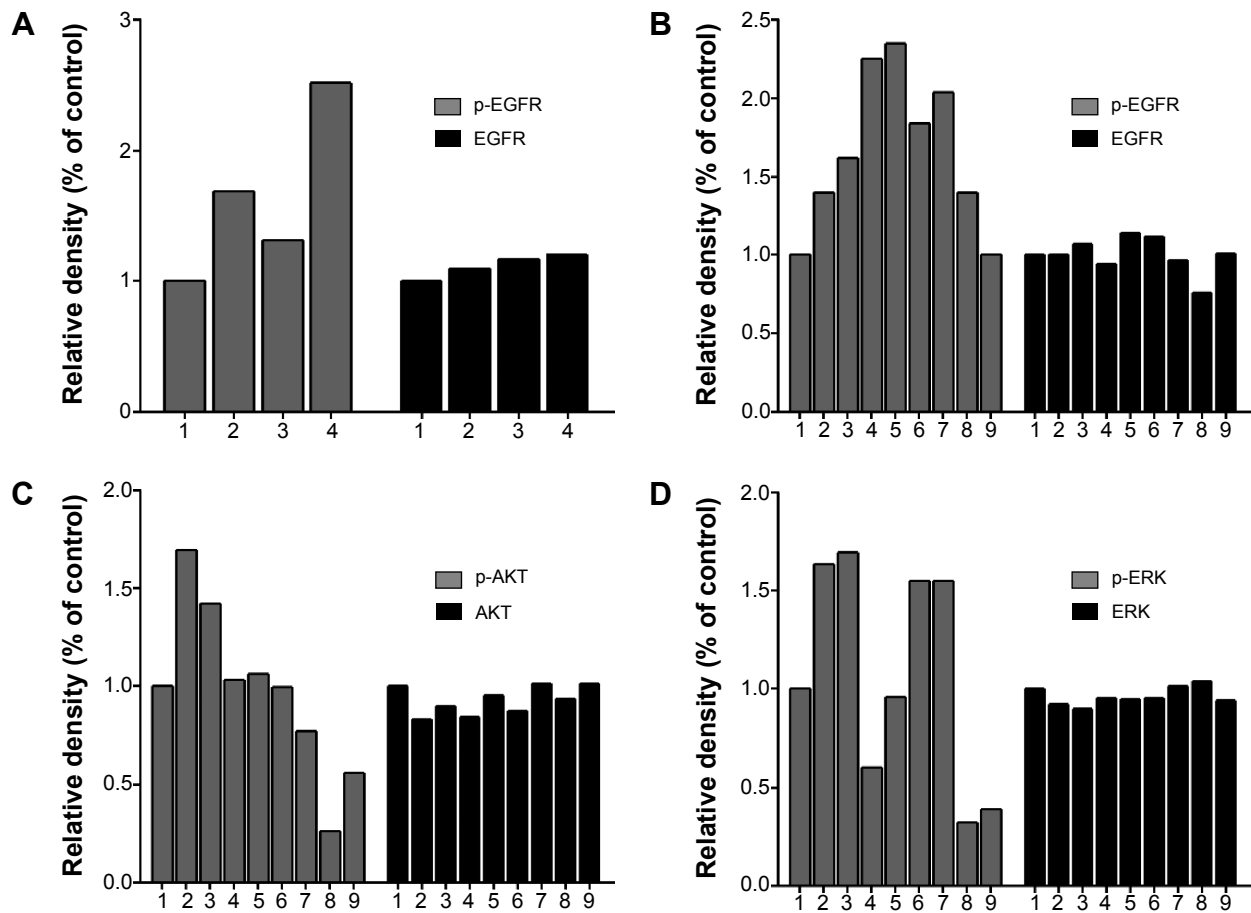 A
Relative density (% of control)
3
2
1
0
p-EGFR
EGFR
1 2 3 4 1 2 3 4
B
Relative density (% of control)
2.5
2.0
1.5
1.0
0.5
0.0
p-EGFR
EGFR
1 2 3 4 5 6 7 8 9 1 2 3 4 5 6 7 8 9
C
Relative density (% of control)
2.0
1.5
1.0
0.5
0.0
p-AKT
AKT
1 2 3 4 5 6 7 8 9 1 2 3 4 5 6 7 8 9
D
Relative density (% of control)
2.0
1.5
1.0
0.5
0.0
p-ERK
ERK
1 2 3 4 5 6 7 8 9 1 2 3 4 5 6 7 8 9